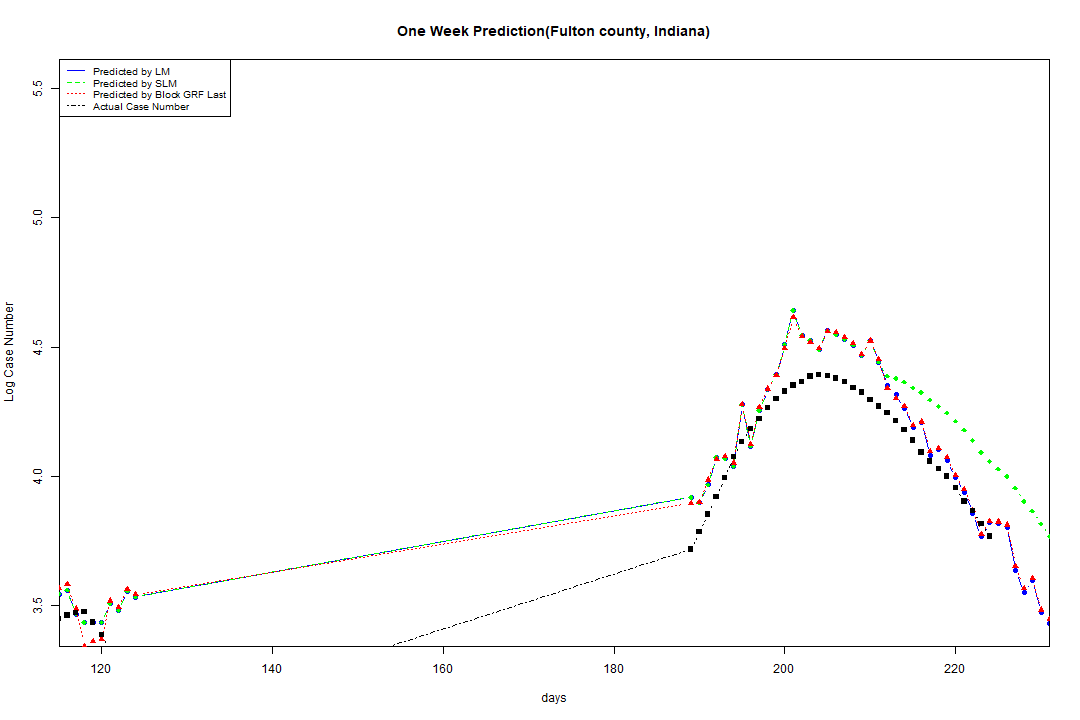 One Week Prediction(Fulton county, Indiana)
Predicted by LM
Predicted by SLM
Predicted by Block GRF Last
Actual Case Number
5.5
5.0
4.5
4.0
3.5
Log Case Number
120 140 160 180 200 220
days